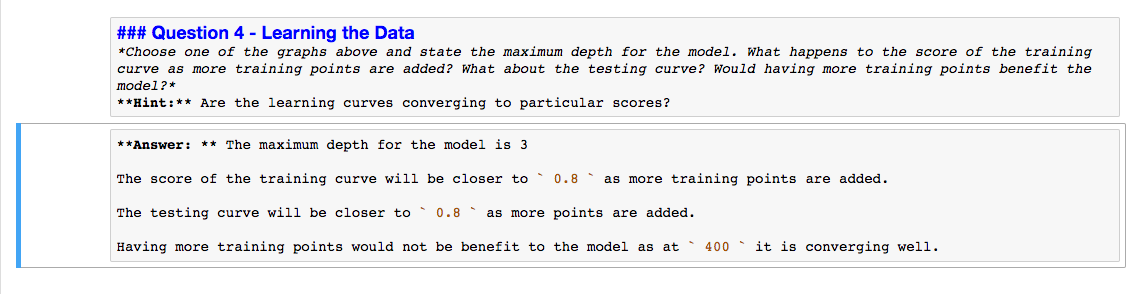 ### Question 4 - Learning the Data
*Choose one of the graphs above and state the maximum depth for the model. What happens to the score of the training
curve as more training points are added? What about the testing curve? Would having more training points benefit the
model?*
**Hint:** Are the learning curves converging to particular scores?
**Answer: ** The maximum depth for the model is 3
The score of the training curve will be closer to ` 0.8 ` as more training points are added.
The testing curve will be closer to ` 0.8 ` as more points are added.
Having more training points would not be benefit to the model as at ` 400 ` it is converging well.